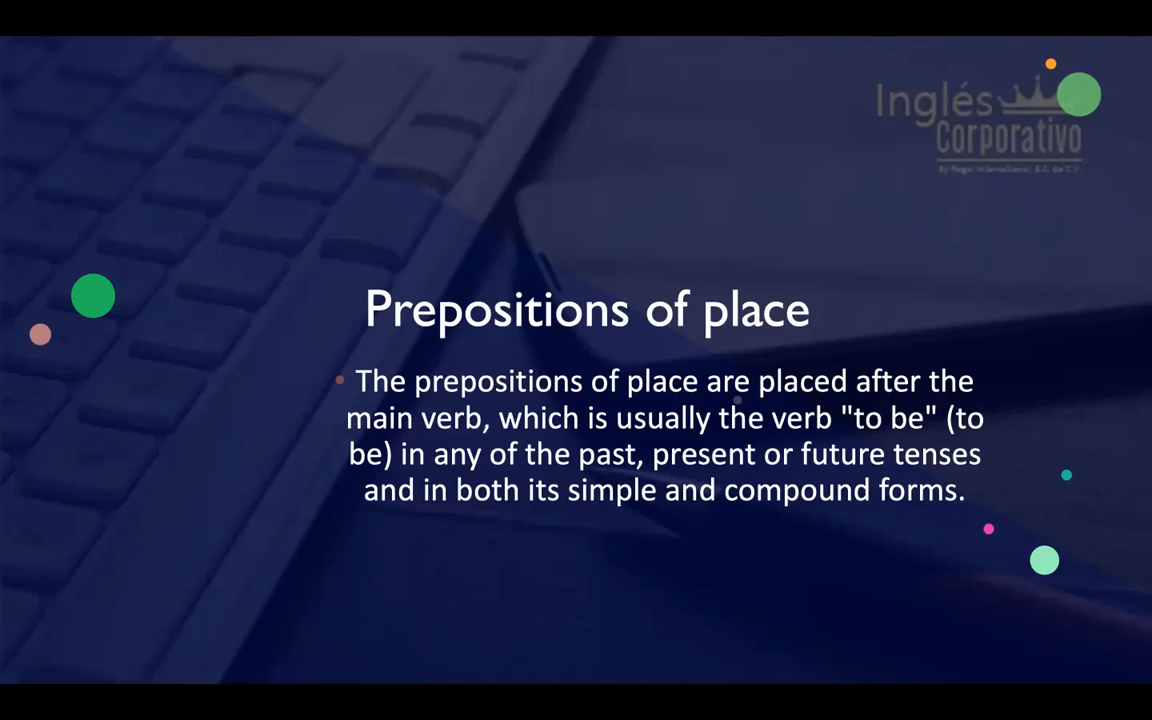 Inglés
Corporativo
Prepositions of place
The prepositions of place are placed after the
main verb, which is usually the verb "to be" (to
be) in any of the past, present or future tenses
and in both its simple and compound forms.